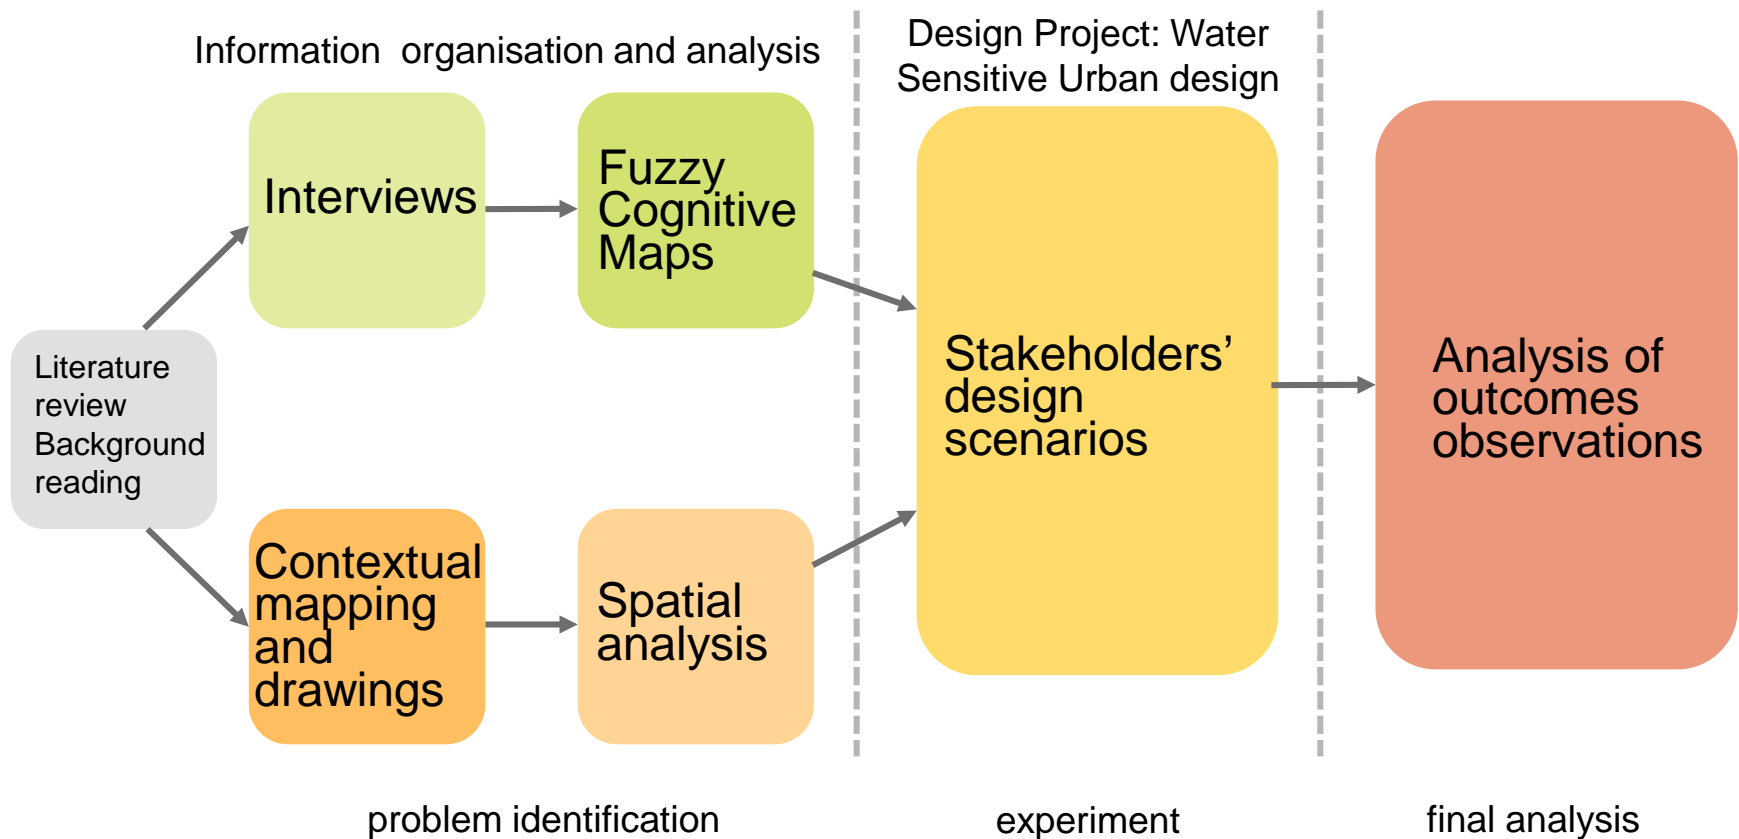 Information  organisation and analysis
Design Project: Water
Sensitive Urban design
Literature
review
Background
reading
Interviews
Fuzzy
Cognitive
Maps
Contextual
mapping
and
drawings
Spatial
analysis
Stakeholders’
design
scenarios
Analysis of
outcomes
observations
problem identification
experiment
final analysis